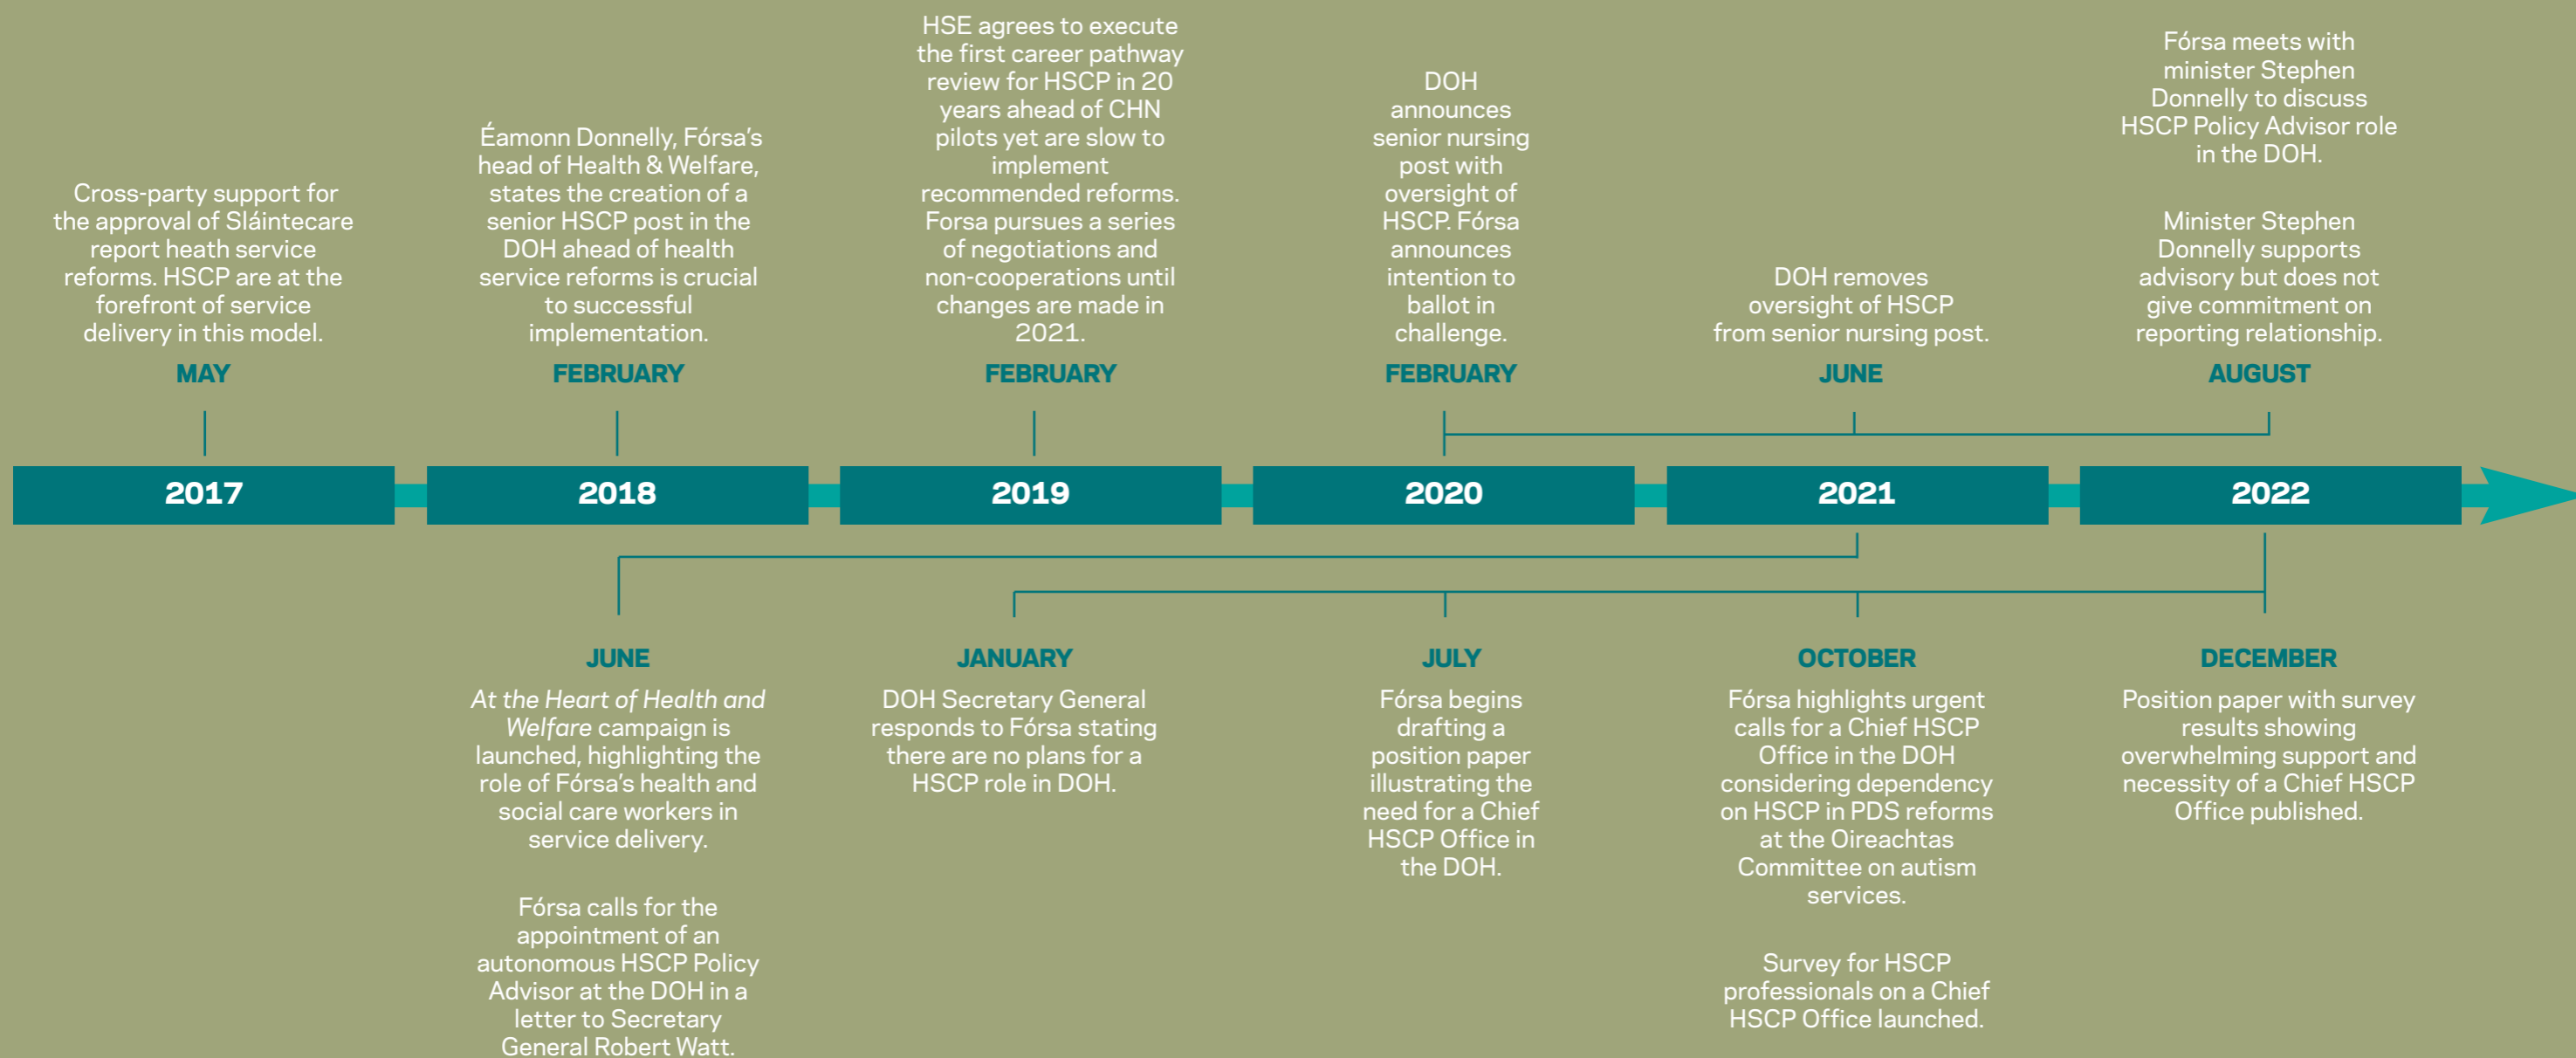 Cross-party support for
the approval of Sláintecare
report heath service
reforms. HSCP are at the
forefront of service
delivery in this model.
MAY
Éamonn Donnelly, Fórsa’s
head of Health & Welfare,
states the creation of a
senior HSCP post in the
DOH ahead of health
service reforms is crucial
to successful
implementation.
FEBRUARY
HSE agrees to execute
the first career pathway
review for HSCP in 20
years ahead of CHN
pilots yet are slow to
implement
recommended reforms.
Forsa pursues a series
of negotiations and
non-cooperations until
changes are made in
2021.
FEBRUARY
DOH
announces
senior nursing
post with
oversight of
HSCP. Fórsa
announces
intention to
ballot in
challenge.
FEBRUARY
DOH removes
oversight of HSCP
from senior nursing post.
JUNE
Fórsa meets with
minister Stephen
Donnelly to discuss
HSCP Policy Advisor role
in the DOH.
Minister Stephen
Donnelly supports
advisory but does not
give commitment on
reporting relationship.
AUGUST
2017
2018
2019
2020
2021
2022
JUNE
At the Heart of Health and
Welfare campaign is
launched, highlighting the
role of Fórsa’s health and
social care workers in
service delivery.
Fórsa calls for the
appointment of an
autonomous HSCP Policy
Advisor at the DOH in a
letter to Secretary
General Robert Watt.
JANUARY
DOH Secretary General
responds to Fórsa stating
there are no plans for a
HSCP role in DOH.
JULY
Fórsa begins
drafting a
position paper
illustrating the
need for a Chief
HSCP Office in
the DOH.
OCTOBER
Fórsa highlights urgent
calls for a Chief HSCP
Office in the DOH
considering dependency
on HSCP in PDS reforms
at the Oireachtas
Committee on autism
services.
Survey for HSCP
professionals on a Chief
HSCP Office launched.
DECEMBER
Position paper with survey
results showing
overwhelming support and
necessity of a Chief HSCP
Office published.